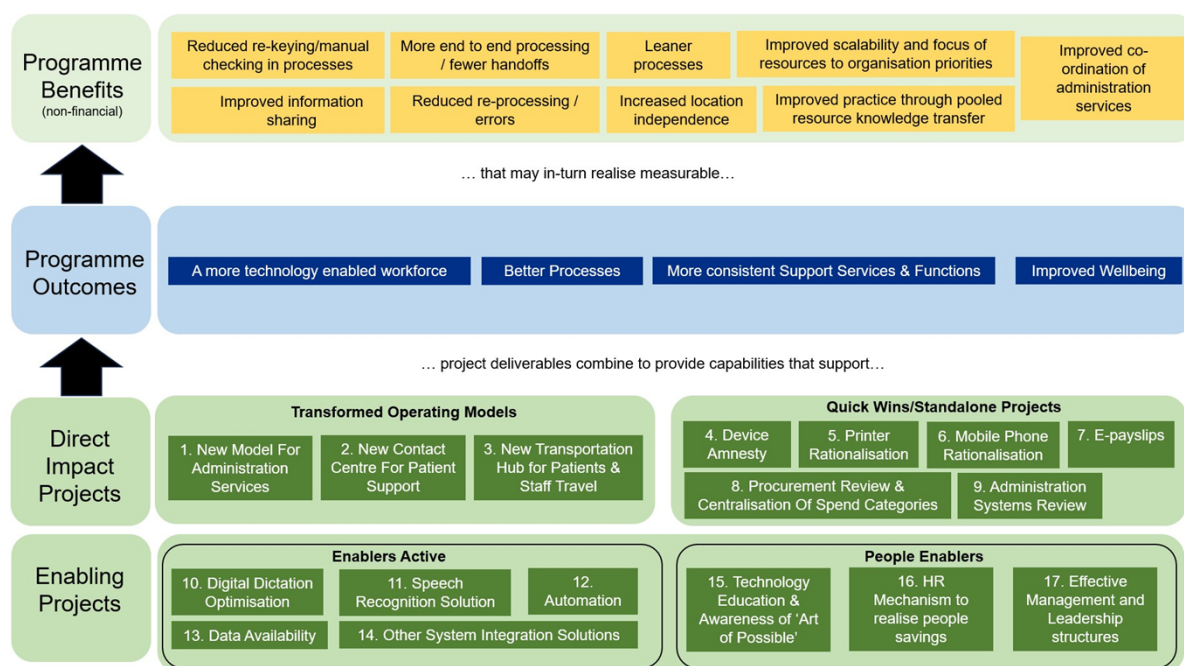 Programme
Benefits
(non-financial)
Reduced re-keying/manual
checking in processes
More end to end processing
/ fewer handoffs
Leaner
processes
Improved scalability and focus of
resources to organisation priorities
Improved co-
ordination of
administration
services
Improved information
sharing
Reduced re-processing /
errors
Increased location
independence
Improved practice through pooled
resource knowledge transfer
... that may in-turn realise measurable...
Programme
Outcomes
A more technology enabled workforce
Better Processes
More consistent Support Services & Functions
Improved Wellbeing
... project deliverables combine to provide capabilities that support...
Direct
Impact
Projects
Transformed Operating Models
1. New Model For
Administration
Services
2. New Contact
Centre For Patient
Support
3. New Transportation
Hub for Patients &
Staff Travel
Quick Wins/Standalone Projects
4. Device
Amnesty
5. Printer
Rationalisation
6. Mobile Phone
Rationalisation
7. E-payslips
8. Procurement Review &
Centralisation Of Spend Categories
9. Administration
Systems Review
Enabling
Projects
Enablers Active
10. Digital Dictation
Optimisation
11. Speech
Recognition Solution
12.
Automation
13. Data Availability
14. Other System Integration Solutions
People Enablers
15. Technology
Education &
Awareness of 'Art
of Possible'
16. HR
Mechanism to
realise people
savings
17. Effective
Management and
Leadership
structures